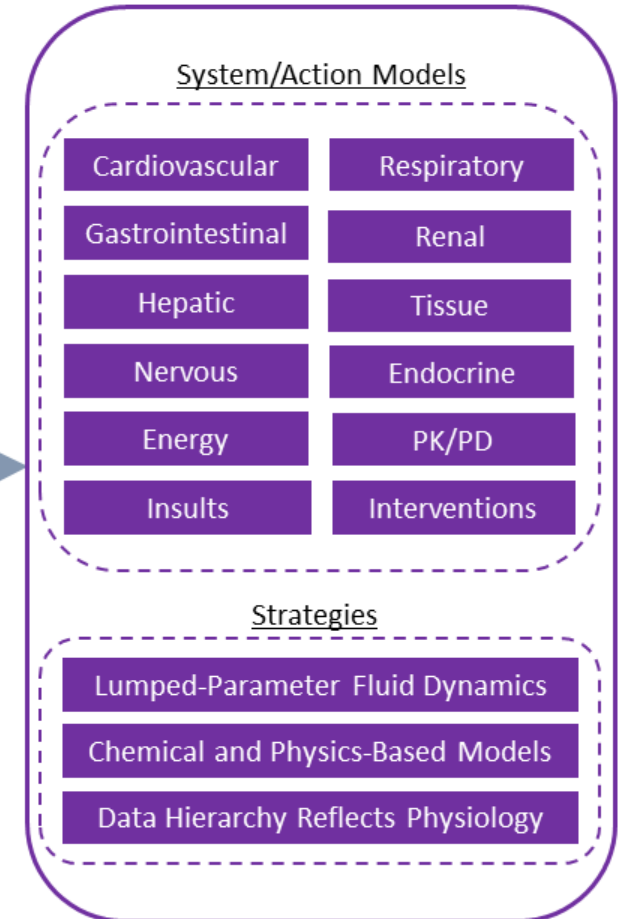 System/Action Models
Cardiovascular
Respiratory
Gastrointestinal
Renal
Hepatic
Tissue
Nervous
Endocrine
Energy
PK/PD
Insults
Interventions
Strategies
Lumped-Parameter Fluid Dynamics
Chemical and Physics-Based Models
Data Hierarchy Reflects Physiology